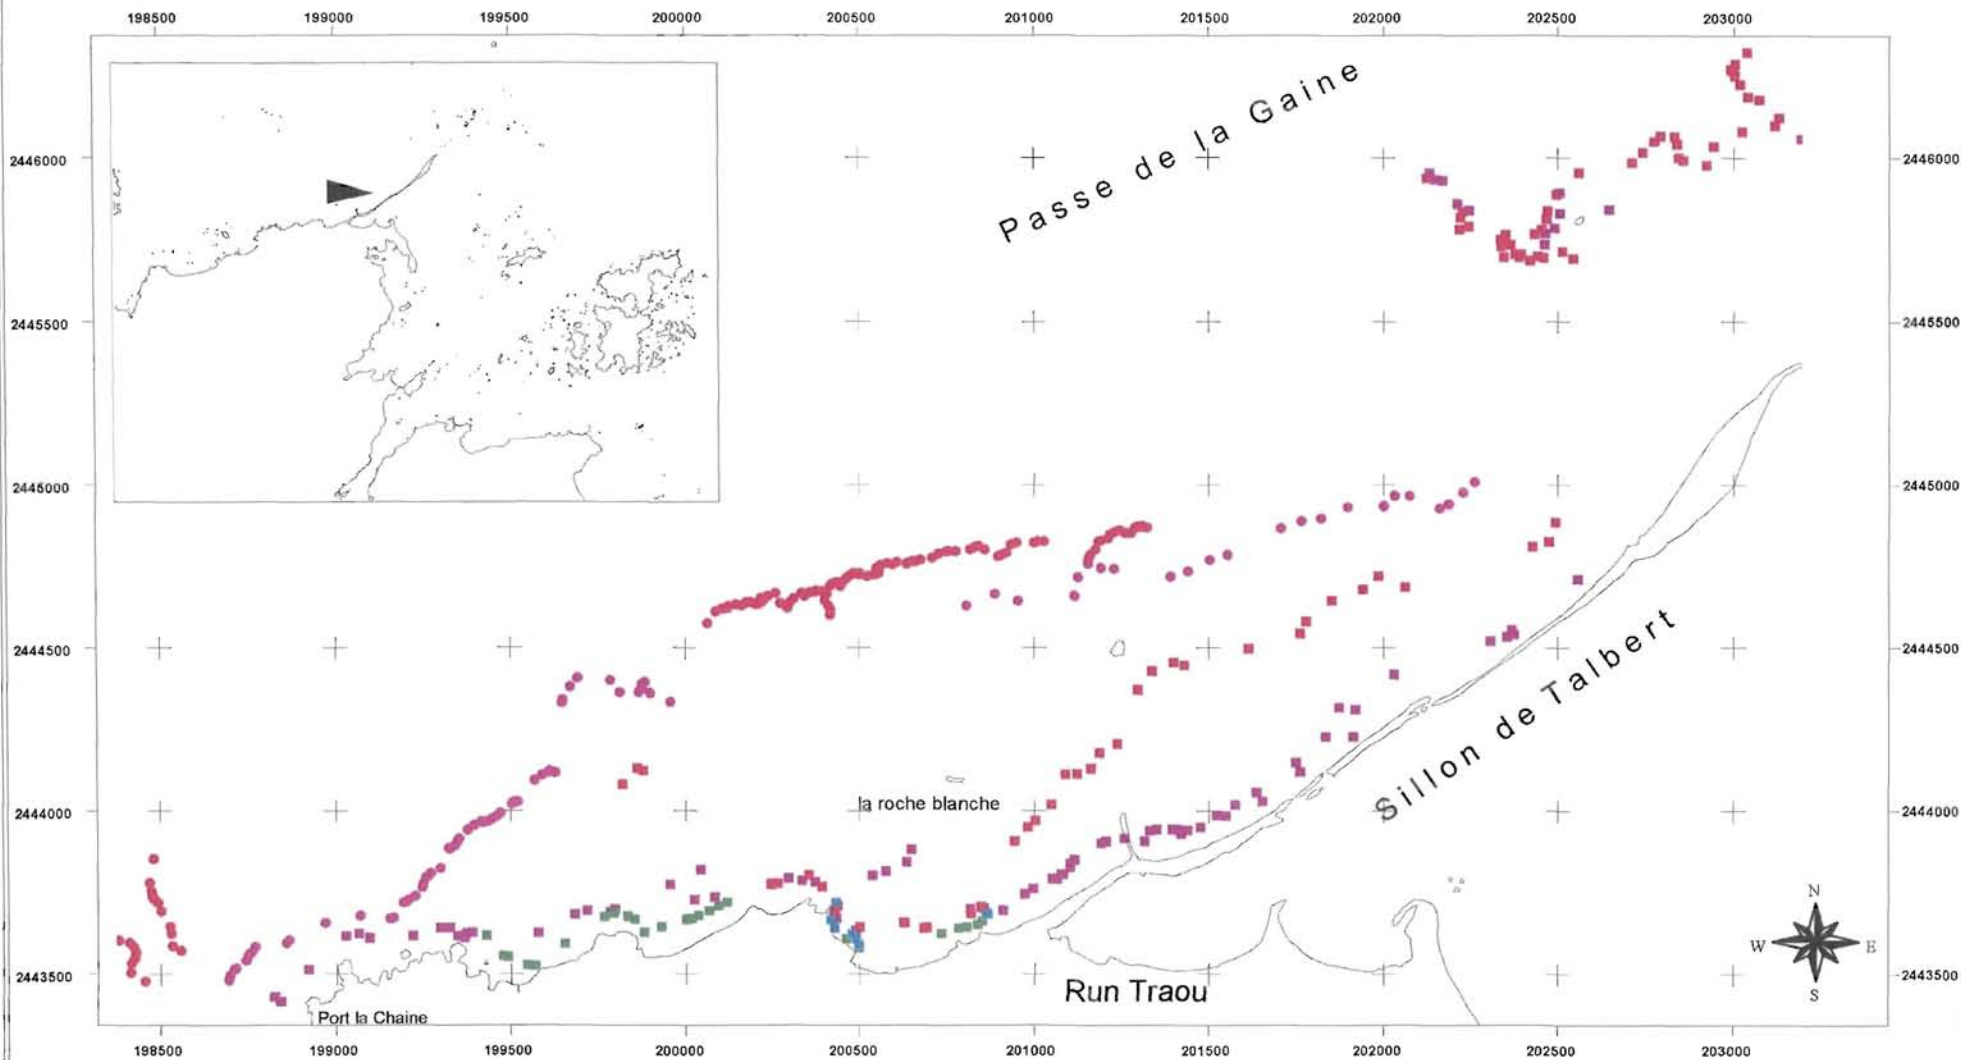 198500 199000 199500 200000 200500 201000 201500 202000 202500 203000
Passe de la Gaine
2446000 2446000
2445500 2445500
2445000 2445000
2444500 2444500
Sillon de Talbert
la roche blanche
2444000 2444000
N
W E
S
2443500 2443500
Run Traou
Port la Chaine
198500 199000 199500 200000 200500 201000 201500 202000 202500 203000